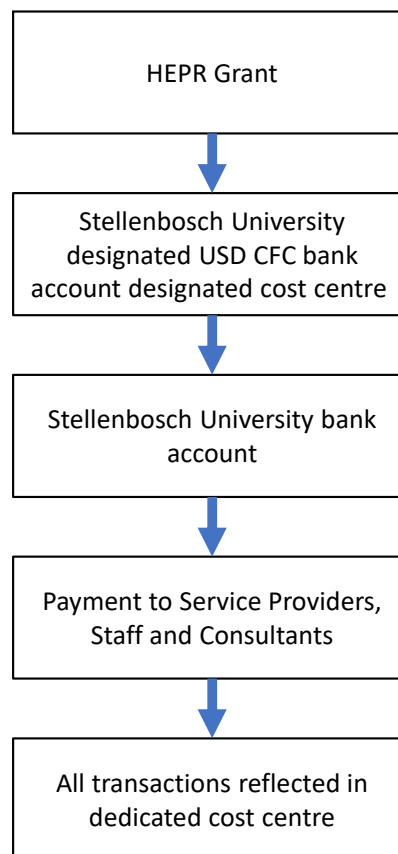 HEPR Grant
Stellenbosch University
designated USD CFC bank
account designated cost centre
Stellenbosch University bank
account
Payment to Service Providers,
Staff and Consultants
All transactions reflected in
dedicated cost centre